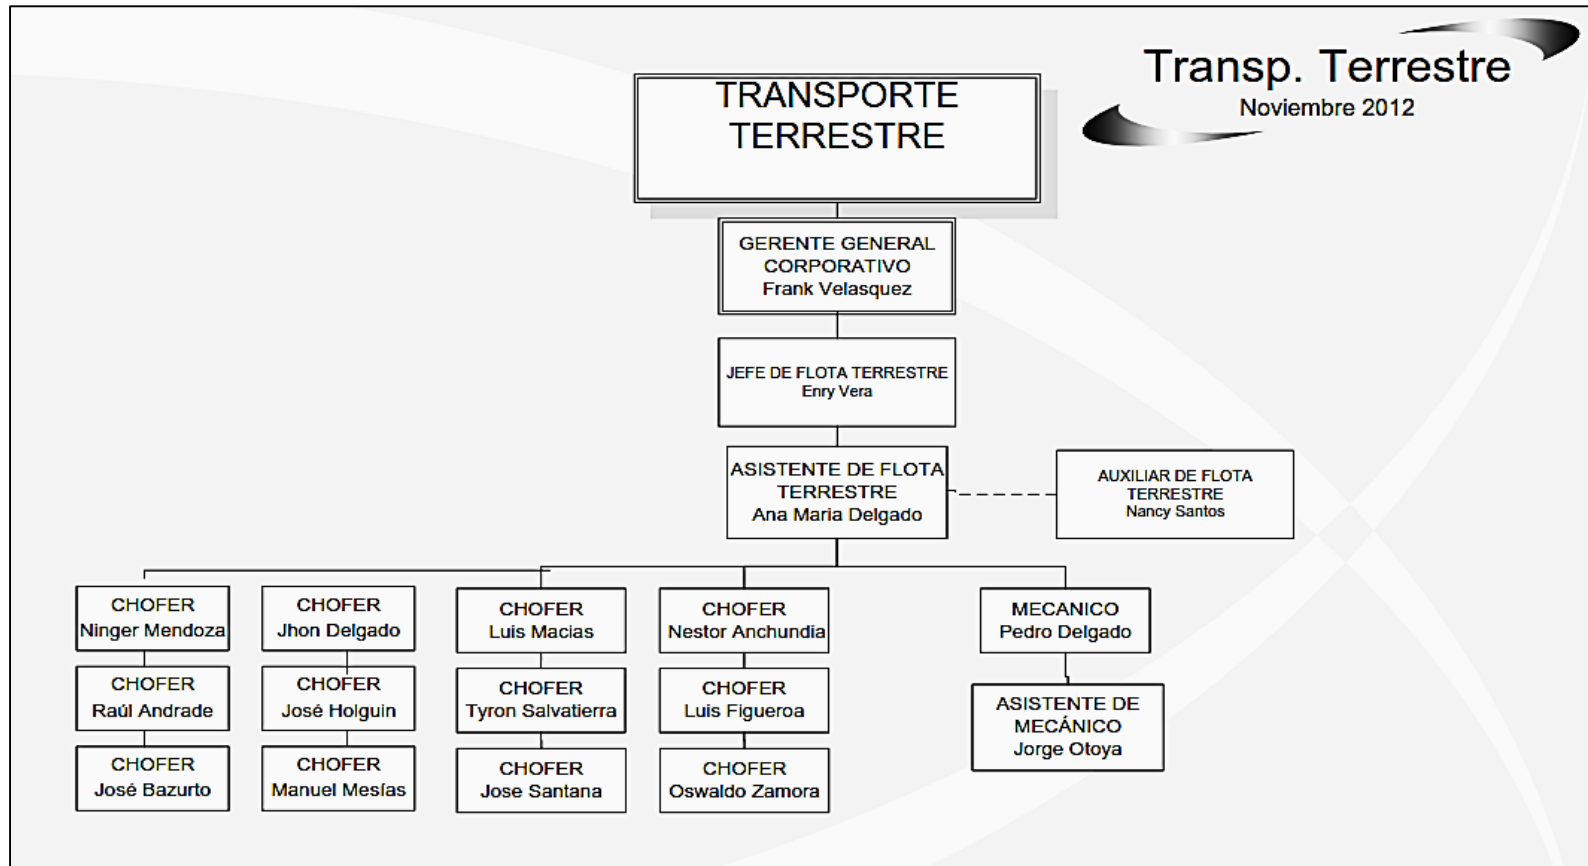 Transp. Terrestre
Noviembre 2012
TRANSPORTE
TERRESTRE
GERENTE GENERAL
CORPORATIVO
Frank Velasquez
JEFE DE FLOTA TERRESTRE
Enry Vera
ASISTENTE DE FLOTA
TERRESTRE
Ana Maria Delgado
AUXILIAR DE FLOTA
TERRESTRE
Nancy Santos
CHOFER
Ninger Mendoza
CHOFER
Jhon Delgado
CHOFER
Luis Macias
CHOFER
Nestor Anchundia
MECANICO
Pedro Delgado
CHOFER
Raúl Andrade
CHOFER
José Holguin
CHOFER
Tyron Salvatierra
CHOFER
Luis Figueroa
ASISTENTE DE
MECÁNICO
Jorge Otoya
CHOFER
José Bazurto
CHOFER
Manuel Mesías
CHOFER
Jose Santana
CHOFER
Oswaldo Zamora